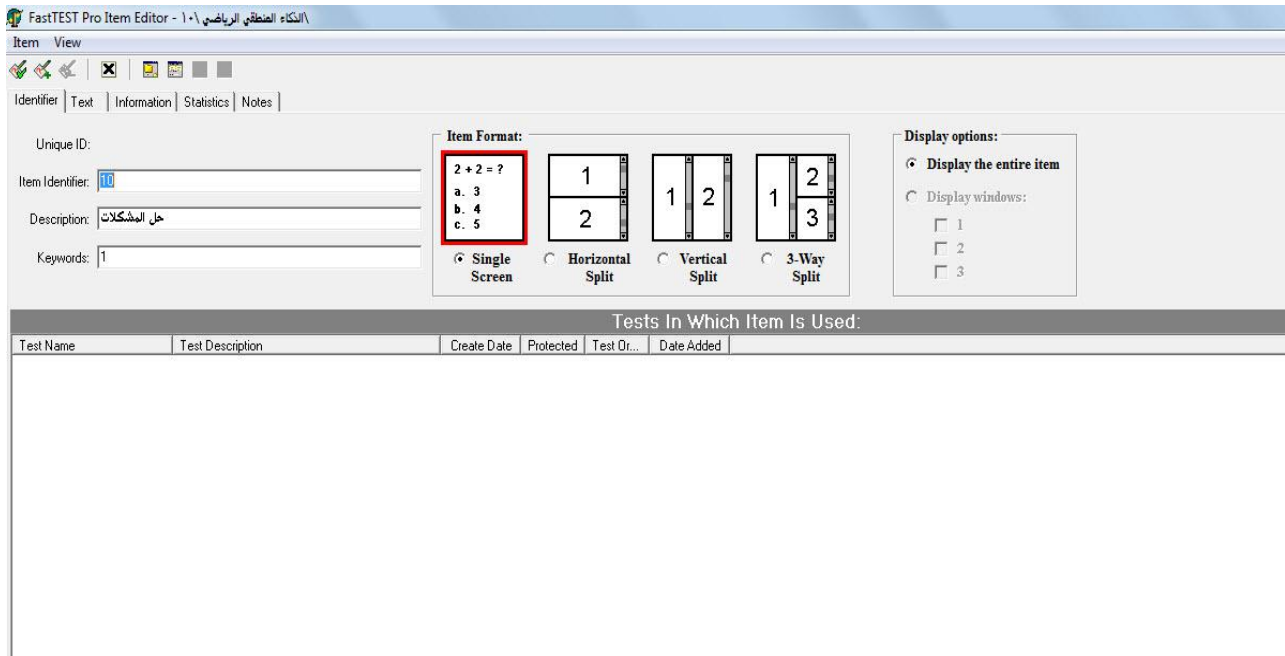 FastTEST Pro Item Editor - \الذكاء المنطقي الرياضي\١٠
Item View
Identifier Text Information Statistics Notes
Unique ID:
Item Identifier: 10
Description: حل المشكلات
Keywords: 1
Item Format:
2 + 2 = ?
a. 3
b. 4
c. 5
1
2
1 2
1 2
3
Single Screen
Horizontal Split
Vertical Split
3-Way Split
Display options:
Display the entire item
Display windows:
1
2
3
Tests In Which Item Is Used:
Test Name Test Description Create Date Protected Test Or... Date Added